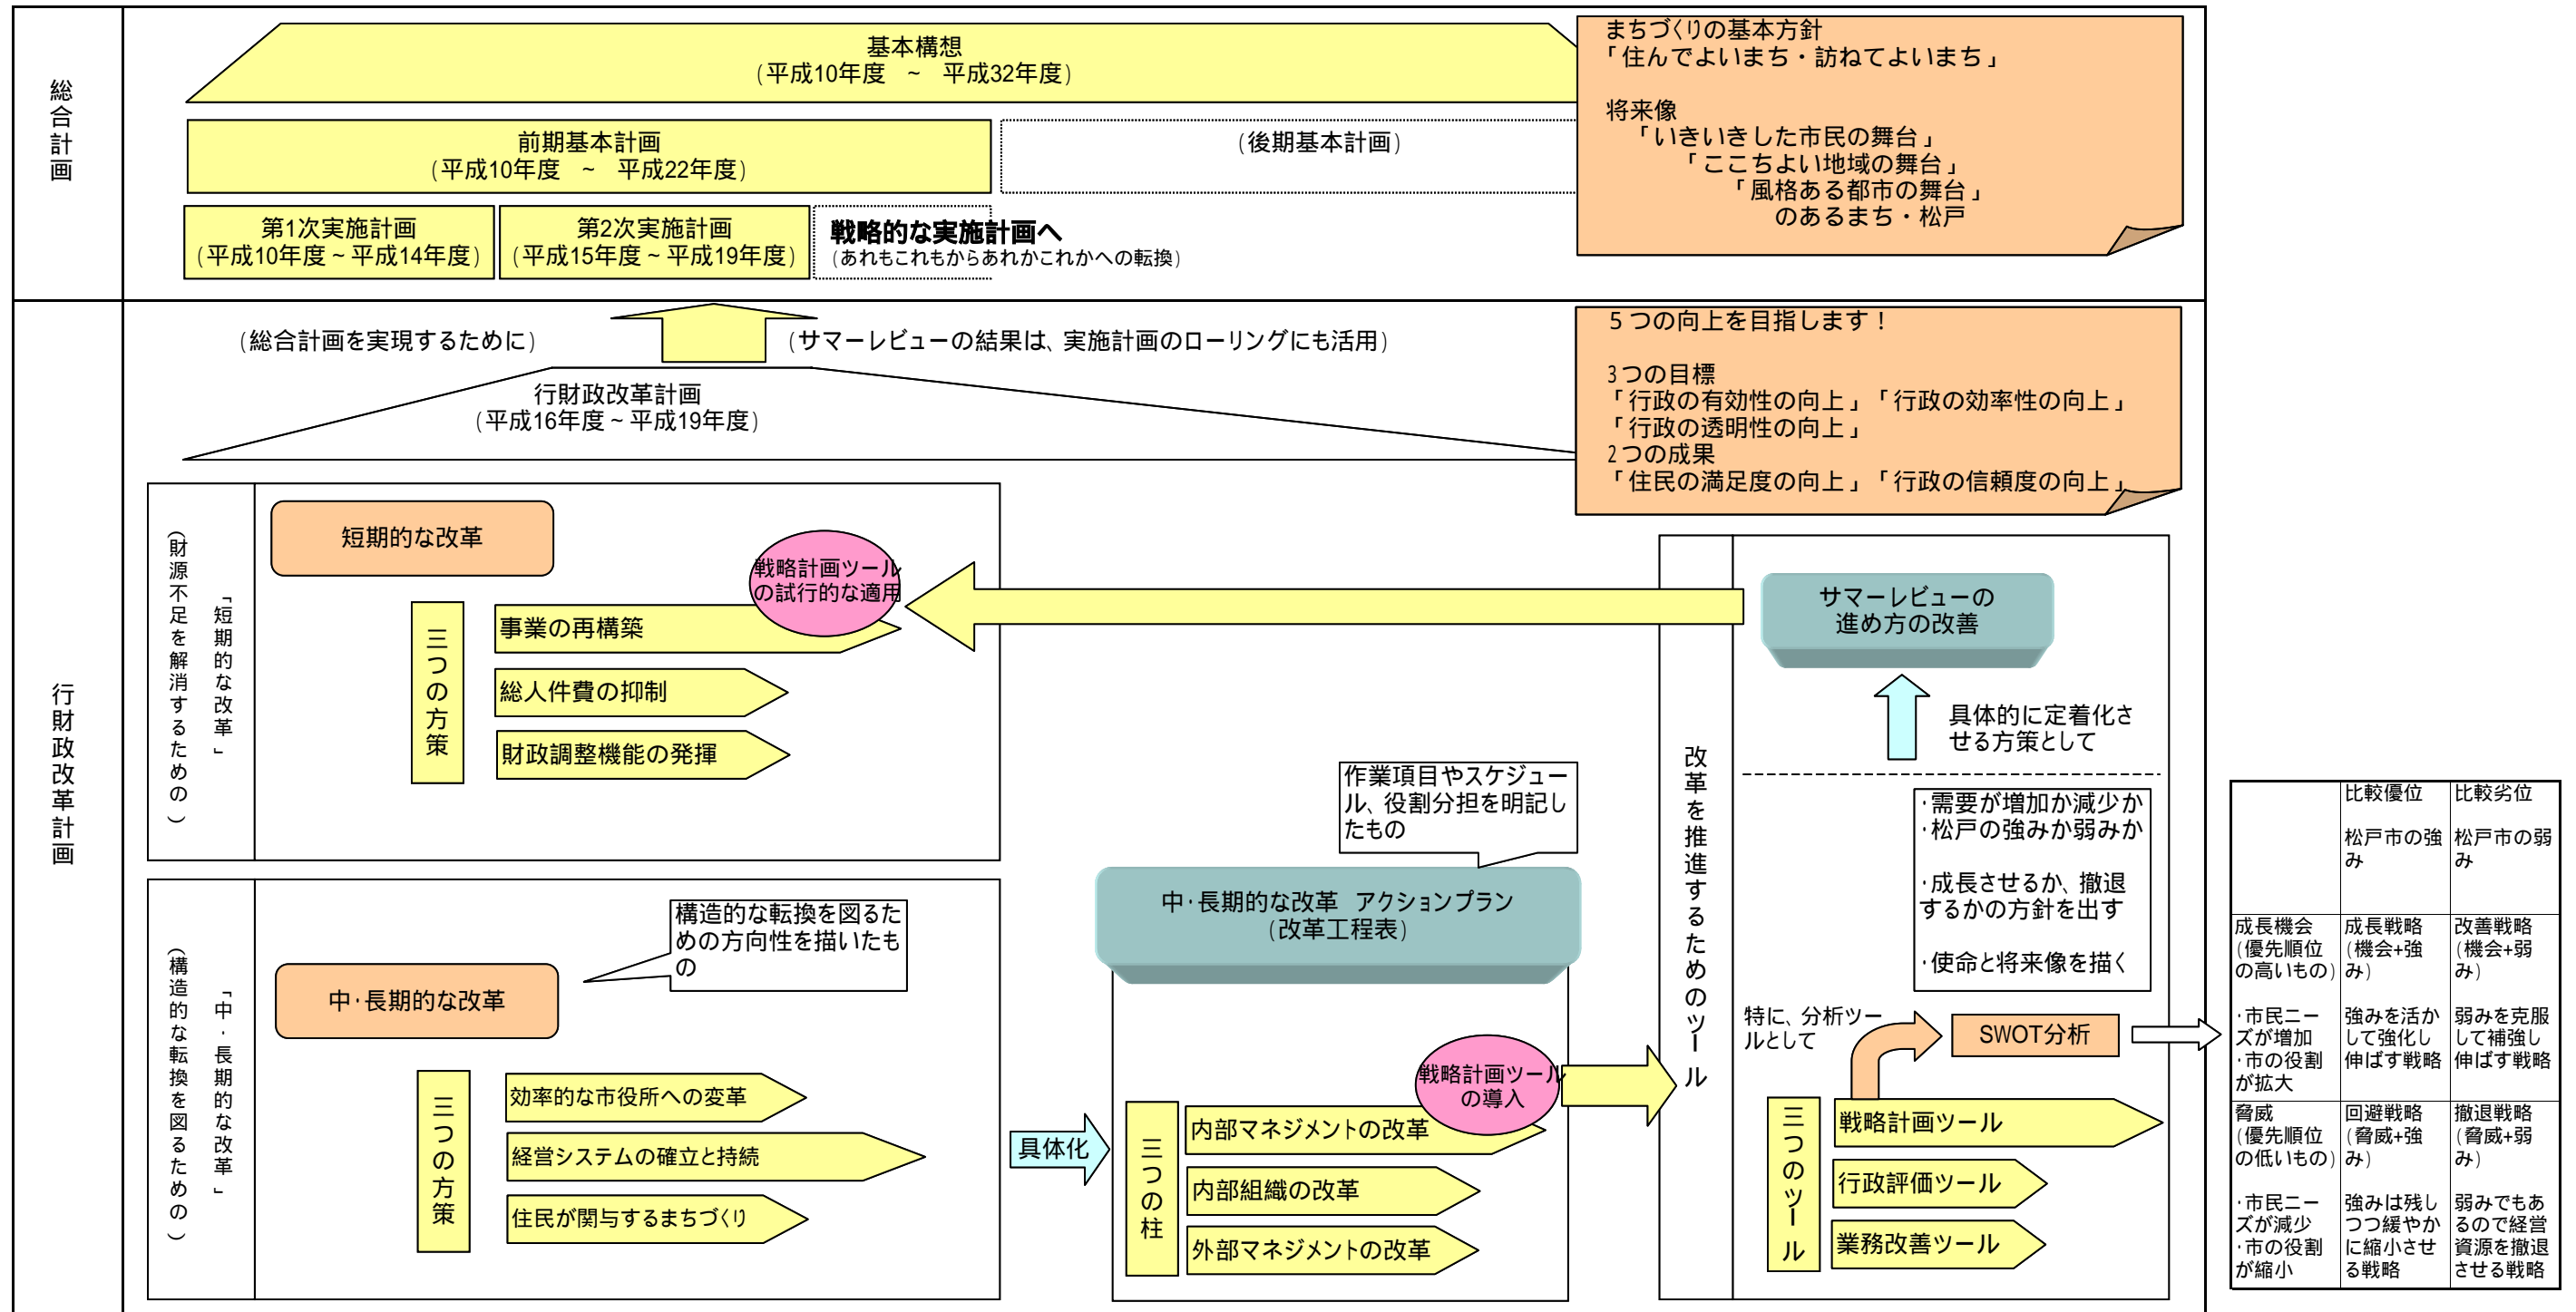 総合計画
基本構想
(平成10年度　~　平成32年度)
前期基本計画
(平成10年度　~　平成22年度)
(後期基本計画)
第1次実施計画
(平成10年度~平成14年度)
第2次実施計画
(平成15年度~平成19年度)
戦略的な実施計画へ
(あれもこれもからあれかこれかへの転換)
まちづくりの基本方針
「住んでよいまち・訪ねてよいまち」
将来像
「いきいきした市民の舞台」
「ここちよい地域の舞台」
「風格ある都市の舞台」
のあるまち・松戸
行財政改革計画
(総合計画を実現するために)
(サマーレビューの結果は、実施計画のローリングにも活用)
行財政改革計画
(平成16年度~平成19年度)
5つの向上を目指します!
3つの目標
「行政の有効性の向上」「行政の効率性の向上」
「行政の透明性の向上」
2つの成果
「住民の満足度の向上」「行政の信頼度の向上」
「短期的な改革」
(財源不足を解消するための)
短期的な改革
三つの方策
事業の再構築
総人件費の抑制
財政調整機能の発揮
戦略計画ツール
の試行的な適用
「中・長期的な改革」
(構造的な転換を図るための)
中・長期的な改革
構造的な転換を図るた
めの方向性を描いたも
の
三つの方策
効率的な市役所への変革
経営システムの確立と持続
住民が関与するまちづくり
具体化
作業項目やスケジュー
ル、役割分担を明記し
たもの
中・長期的な改革　アクションプラン
(改革工程表)
三つの柱
内部マネジメントの改革
内部組織の改革
外部マネジメントの改革
戦略計画ツール
の導入
改革を推進するためのツール
サマーレビューの
進め方の改善
具体的に定着化さ
せる方策として
・需要が増加か減少か
・松戸の強みか弱みか
・成長させるか、撤退
するかの方針を出す
・使命と将来像を描く
特に、分析ツー
ルとして
SWOT分析
三つのツール
戦略計画ツール
行政評価ツール
業務改善ツール
比較優位
松戸市の強
み
比較劣位
松戸市の弱
み
成長機会
(優先順位
の高いもの)
・市民ニー
ズが増加
・市の役割
が拡大
成長戦略
(機会+強
み)
強みを活か
して強化し
伸ばす戦略
改善戦略
(機会+弱
み)
弱みを克服
して補強し
伸ばす戦略
脅威
(優先順位
の低いもの)
・市民ニー
ズが減少
・市の役割
が縮小
回避戦略
(脅威+強
み)
強みは残し
つつ緩やか
に縮小させ
る戦略
撤退戦略
(脅威+弱
み)
弱みでもあ
るので経営
資源を撤退
させる戦略